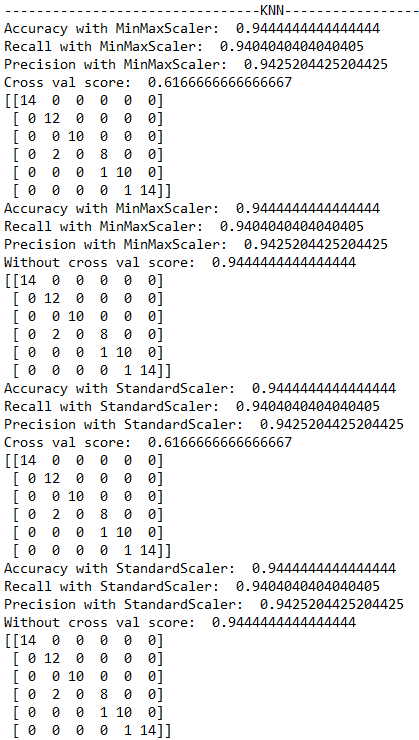 --------------------------------KNN-----------------
Accuracy with MinMaxScaler:  0.9444444444444444
Recall with MinMaxScaler:  0.9404040404040405
Precision with MinMaxScaler:  0.9425204425204425
Cross val score:  0.6166666666666667
[[14  0  0  0  0  0]
 [ 0 12  0  0  0  0]
 [ 0  0 10  0  0  0]
 [ 0  2  0  8  0  0]
 [ 0  0  0  1 10  0]
 [ 0  0  0  0  1 14]]
Accuracy with MinMaxScaler:  0.9444444444444444
Recall with MinMaxScaler:  0.9404040404040405
Precision with MinMaxScaler:  0.9425204425204425
Without cross val score:  0.9444444444444444
[[14  0  0  0  0  0]
 [ 0 12  0  0  0  0]
 [ 0  0 10  0  0  0]
 [ 0  2  0  8  0  0]
 [ 0  0  0  1 10  0]
 [ 0  0  0  0  1 14]]
Accuracy with StandardScaler:  0.9444444444444444
Recall with StandardScaler:  0.9404040404040405
Precision with StandardScaler:  0.9425204425204425
Cross val score:  0.6166666666666667
[[14  0  0  0  0  0]
 [ 0 12  0  0  0  0]
 [ 0  0 10  0  0  0]
 [ 0  2  0  8  0  0]
 [ 0  0  0  1 10  0]
 [ 0  0  0  0  1 14]]
Accuracy with StandardScaler:  0.9444444444444444
Recall with StandardScaler:  0.9404040404040405
Precision with StandardScaler:  0.9425204425204425
Without cross val score:  0.9444444444444444
[[14  0  0  0  0  0]
 [ 0 12  0  0  0  0]
 [ 0  0 10  0  0  0]
 [ 0  2  0  8  0  0]
 [ 0  0  0  1 10  0]
 [ 0  0  0  0  1 14]]